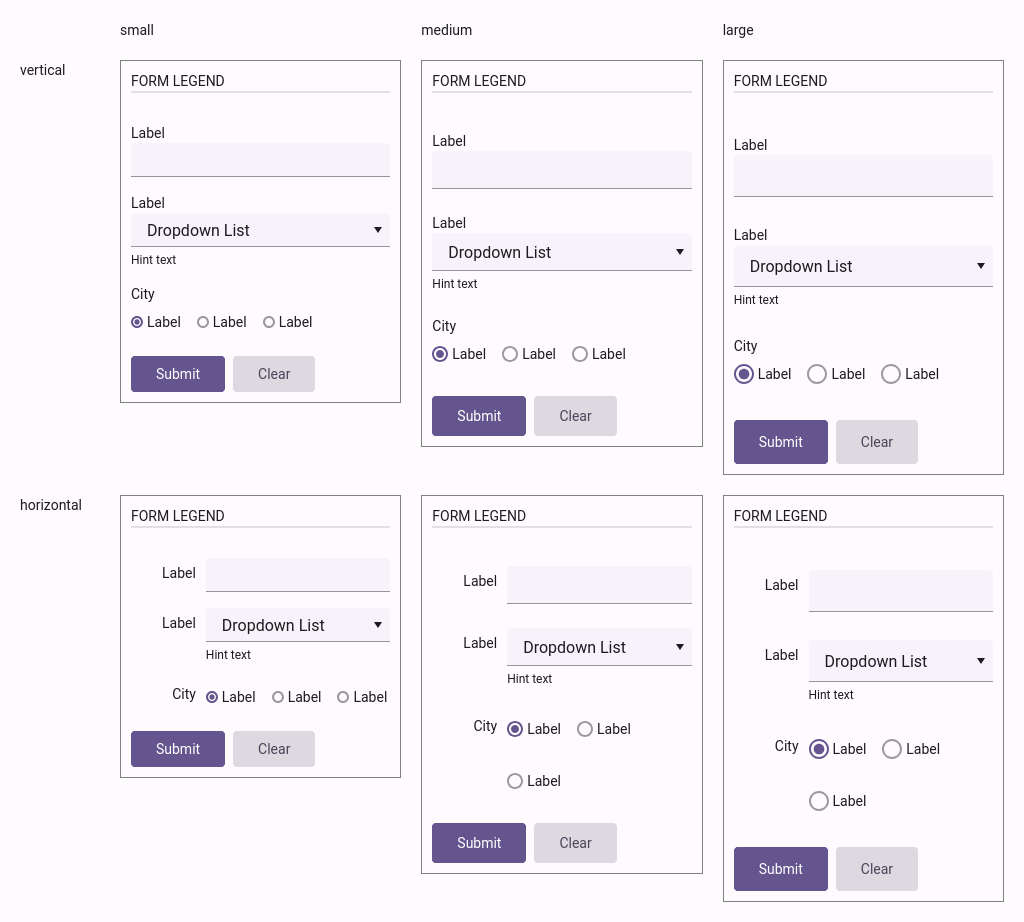 small medium large
vertical
FORM LEGEND
Label
Label
Dropdown List
Hint text
City
Label Label Label
Submit Clear
FORM LEGEND
Label
Label
Dropdown List
Hint text
City
Label Label Label
Submit Clear
FORM LEGEND
Label
Label
Dropdown List
Hint text
City
Label Label Label
Submit Clear
horizontal
FORM LEGEND
Label
Label Dropdown List
Hint text
City Label Label Label
Submit Clear
FORM LEGEND
Label
Label Dropdown List
Hint text
City Label Label
Label
Submit Clear
FORM LEGEND
Label
Label Dropdown List
Hint text
City Label Label
Label
Submit Clear